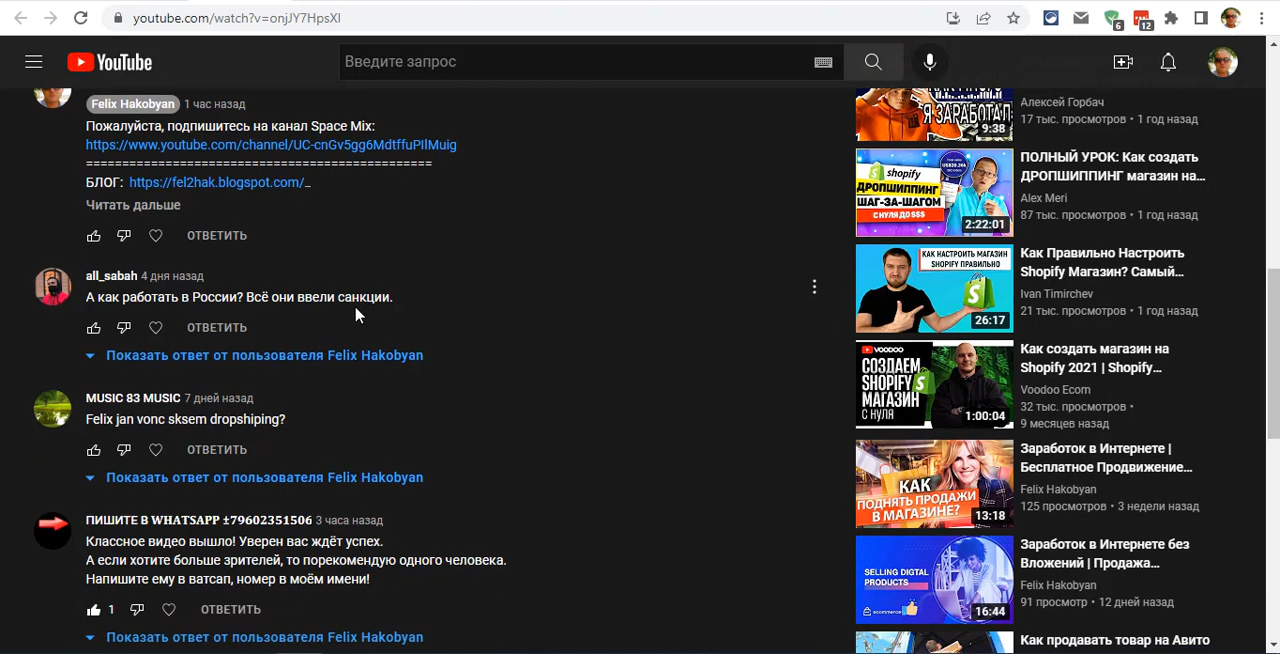 youtube.com/watch?v=onjJY7HpsXI
6
12
YouTube
Введите запрос
Felix Hakobyan 1 час назад
Пожалуйста, подпишитесь на канал Space Mix:
https://www.youtube.com/channel/UC-cnGv5gg6MdtffuPIlMuig
================================================
БЛОГ: https://fel2hak.blogspot.com/_
Читать дальше
ОТВЕТИТЬ
all_sabah 4 дня назад
А как работать в России? Всё они ввели санкции.
ОТВЕТИТЬ
Показать ответ от пользователя Felix Hakobyan
MUSIC 83 MUSIC 7 дней назад
Felix jan vonc sksem dropshiping?
ОТВЕТИТЬ
Показать ответ от пользователя Felix Hakobyan
ПИШИТЕ В WHATSAPP ±79602351506 3 часа назад
Классное видео вышло! Уверен вас ждёт успех.
А если хотите больше зрителей, то порекомендую одного человека.
Напишите ему в ватсап, номер в моём имени!
1 ОТВЕТИТЬ
Показать ответ от пользователя Felix Hakobyan
Я ЗАРАБОТАЛ
9:38
Алексей Горбач
17 тыс. просмотров • 1 год назад
shopify
ДРОПШИППИНГ
ШАГ-ЗА-ШАГОМ
С НУЛЯ ДО $$$
2:22:01
ПОЛНЫЙ УРОК: Как создать
ДРОПШИППИНГ магазин на...
Alex Meri
87 тыс. просмотров • 1 год назад
КАК НАСТРОИТЬ МАГАЗИН
SHOPIFY ПРАВИЛЬНО
26:17
Как Правильно Настроить
Shopify Магазин? Самый...
Ivan Timirchev
21 тыс. просмотров • 1 год назад
VOODOO
СОЗДАЕМ
SHOPIFY
МАГАЗИН
С НУЛЯ
1:00:04
Как создать магазин на
Shopify 2021 | Shopify...
Voodoo Ecom
32 тыс. просмотров •
9 месяцев назад
КАК
ПОДНЯТЬ ПРОДАЖИ
В МАГАЗИНЕ?
13:18
Заработок в Интернете |
Бесплатное Продвижение...
Felix Hakobyan
125 просмотров • 3 недели назад
SELLING DIGTAL
PRODUCTS
ecommerce
16:44
Заработок в Интернете без
Вложений | Продажа...
Felix Hakobyan
91 просмотр • 12 дней назад
Как продавать товар на Авито